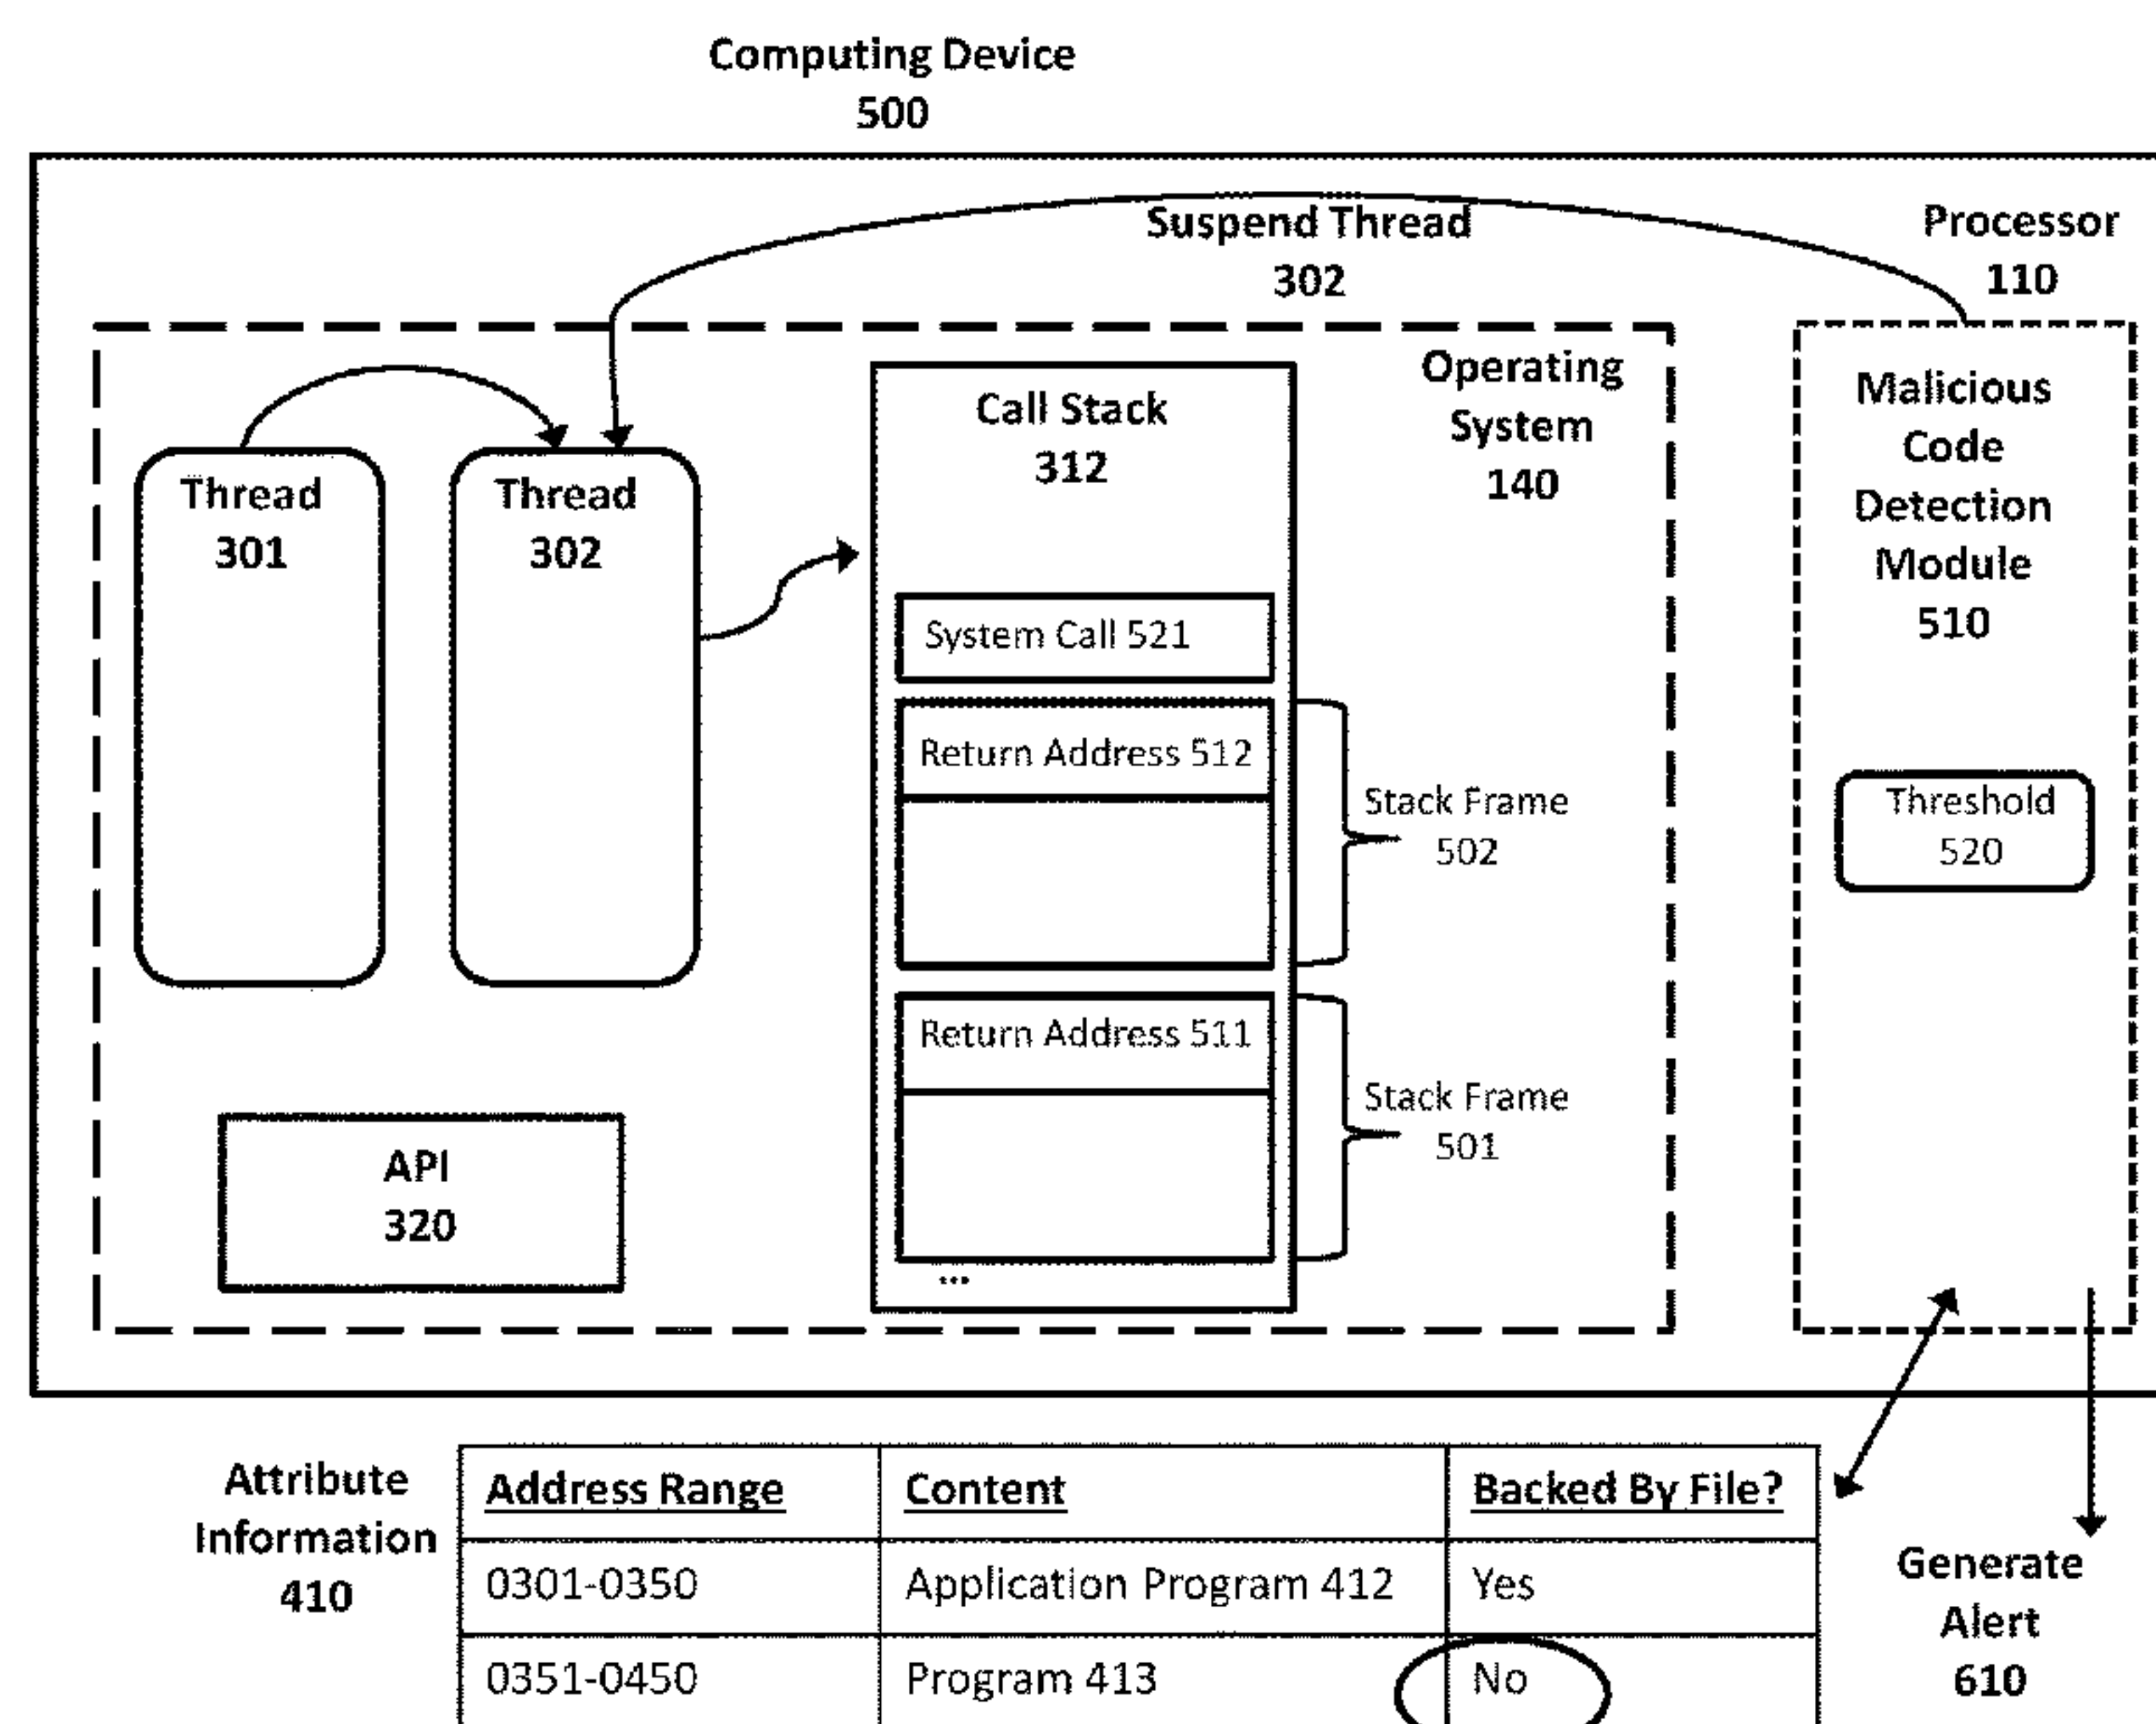 Computing Device
500
Suspend Thread
302
Processor
110
Operating
System
140
Call Stack
312
Malicious
Code
Detection
Module
510
Thread
301
Thread
302
System Call 521
Return Address 512
Stack Frame
502
Threshold
520
Return Address 511
Stack Frame
501
API
320
...
Attribute
Information
410
Address Range Content Backed By File?
0301-0350 Application Program 412 Yes
0351-0450 Program 413 No
Generate
Alert
610